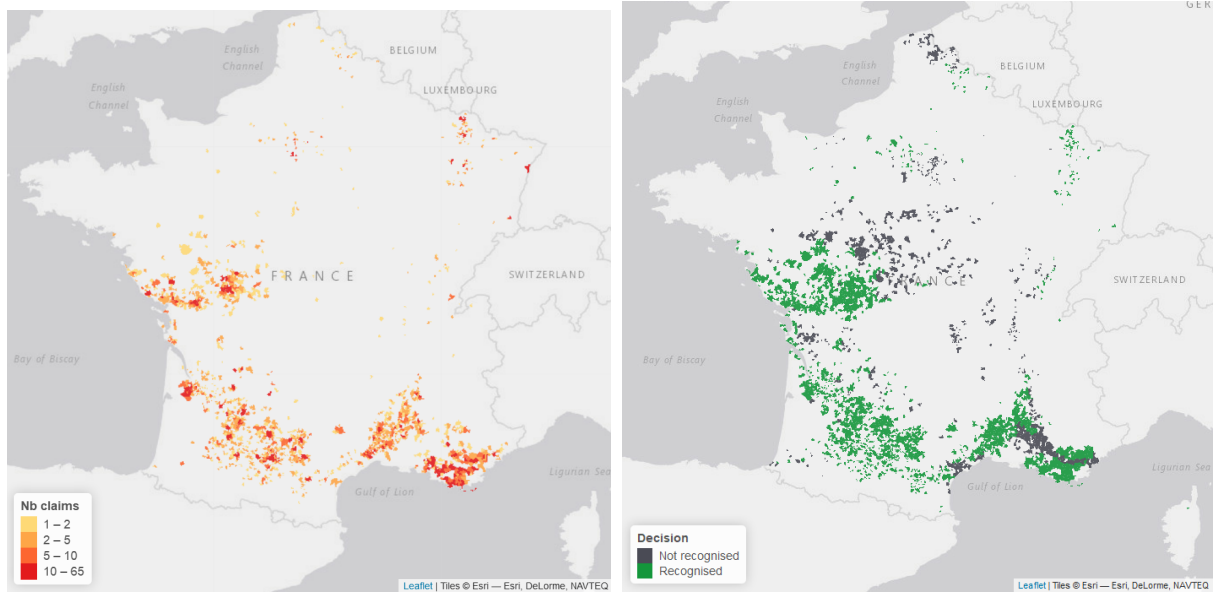 English
Channel
BELGIUM
English
Channel
LUXEMBOURG
FRANCE
SWITZERLAND
Bay of Biscay
Gulf of Lion
Ligurian Sea
Nb claims
1 – 2
2 – 5
5 – 10
10 – 65
Leaflet | Tiles © Esri — Esri, DeLorme, NAVTEQ
GER
English
Channel
BELGIUM
English
Channel
LUXEMBOURG
RANCE
SWITZERLAND
Bay of Biscay
Gulf of Lion
Ligurian Sea
Decision
Not recognised
Recognised
Leaflet | Tiles © Esri — Esri, DeLorme, NAVTEQ